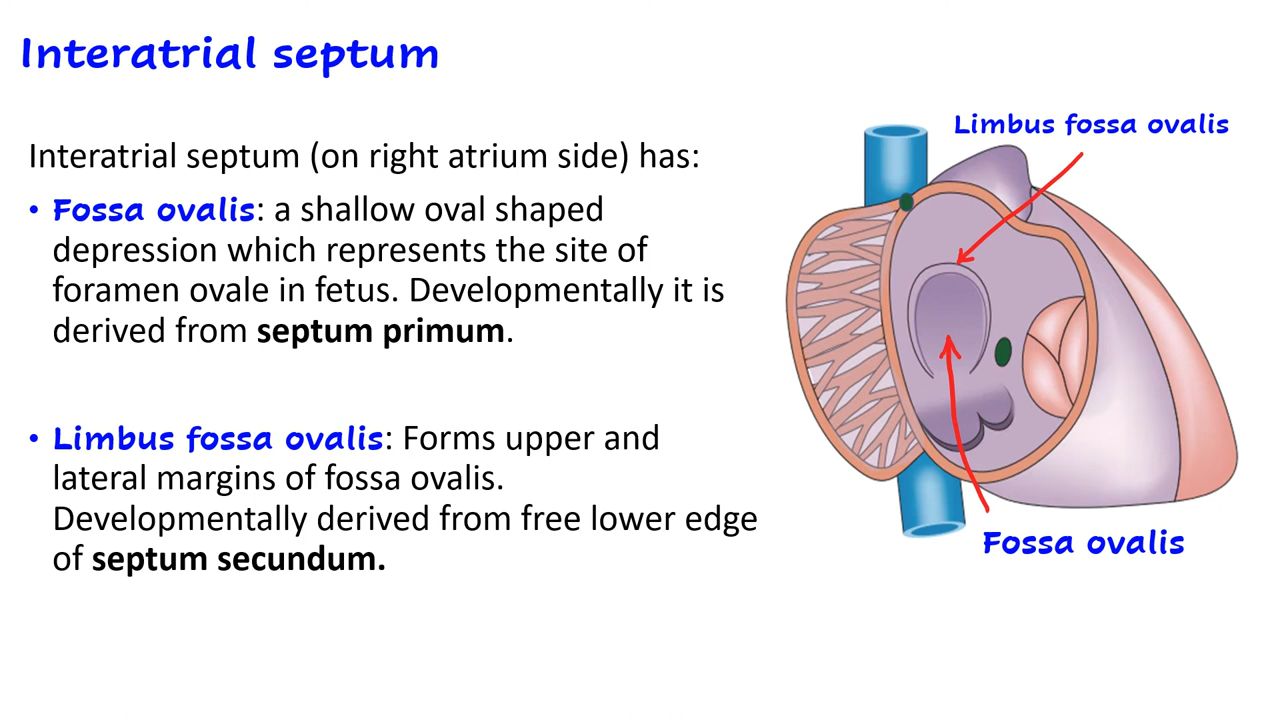 Interatrial septum
Interatrial septum (on right atrium side) has:
• Fossa ovalis: a shallow oval shaped
depression which represents the site of
foramen ovale in fetus. Developmentally it is
derived from septum primum.
• Limbus fossa ovalis: Forms upper and
lateral margins of fossa ovalis.
Developmentally derived from free lower edge
of septum secundum.
Limbus fossa ovalis
Fossa ovalis